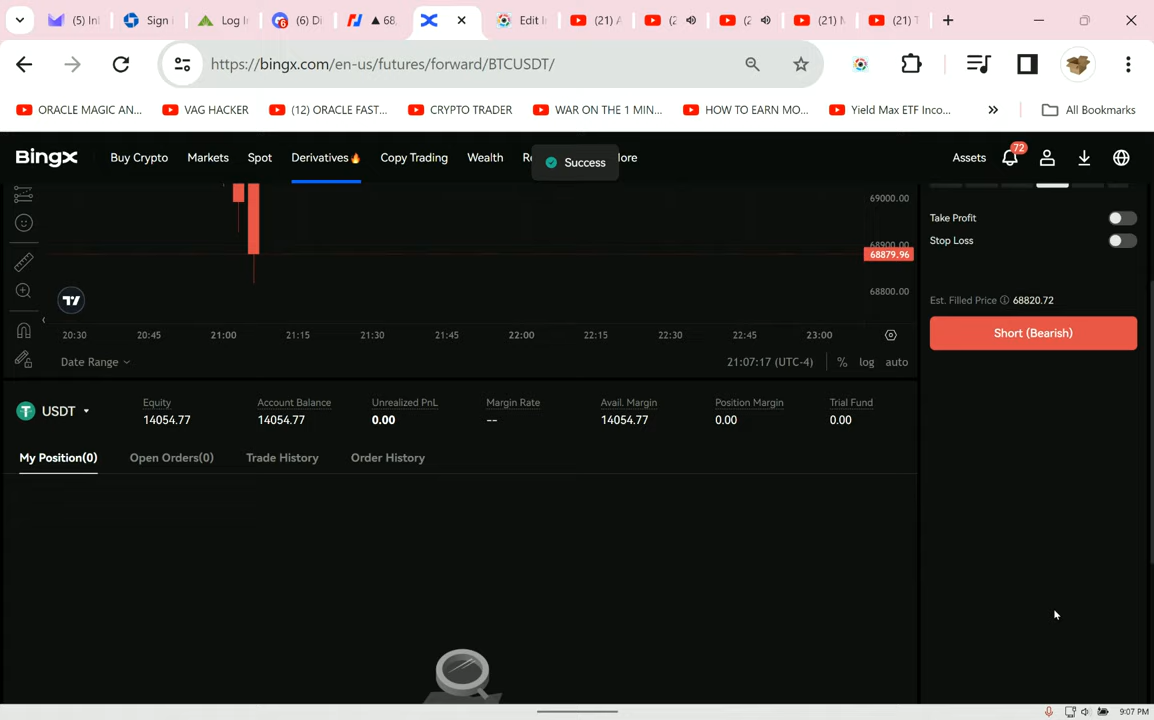 (5) In
Sign
Log In
6
(6) Di
▲ 68,
Edit I
(21) A
(2
(2
(21) M
(21) T
https://bingx.com/en-us/futures/forward/BTCUSDT/
ORACLE MAGIC AN...
VAG HACKER
(12) ORACLE FAST...
CRYPTO TRADER
WAR ON THE 1 MIN...
HOW TO EARN MO...
Yield Max ETF Inco...
»
All Bookmarks
BingX
Buy Crypto
Markets
Spot
Derivatives
Copy Trading
Wealth
Success
Assets
72
69000.00
68900.00
68879.96
68800.00
20:30
20:45
21:00
21:15
21:30
21:45
22:00
22:15
22:30
22:45
23:00
Date Range
21:07:17 (UTC-4)
%
log
auto
Take Profit
Stop Loss
Est. Filled Price 68820.72
Short (Bearish)
USDT
Equity
14054.77
Account Balance
14054.77
Unrealized PnL
0.00
Margin Rate
--
Avail. Margin
14054.77
Position Margin
0.00
Trial Fund
0.00
My Position(0)
Open Orders(0)
Trade History
Order History
9:07 PM